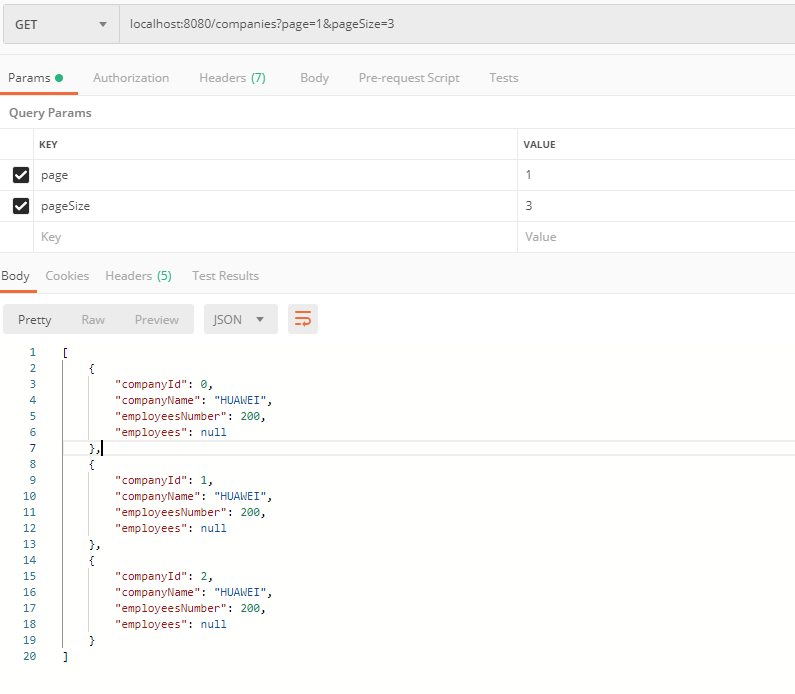 GET localhost:8080/companies?page=1&pageSize=3
Params Authorization Headers (7) Body Pre-request Script Tests
Query Params
KEY VALUE
page 1
pageSize 3
Key Value
Body Cookies Headers (5) Test Results
Pretty Raw Preview JSON
1 [
2 {
3 "companyId": 0,
4 "companyName": "HUAWEI",
5 "employeesNumber": 200,
6 "employees": null
7 },
8 {
9 "companyId": 1,
10 "companyName": "HUAWEI",
11 "employeesNumber": 200,
12 "employees": null
13 },
14 {
15 "companyId": 2,
16 "companyName": "HUAWEI",
17 "employeesNumber": 200,
18 "employees": null
19 }
20 ]